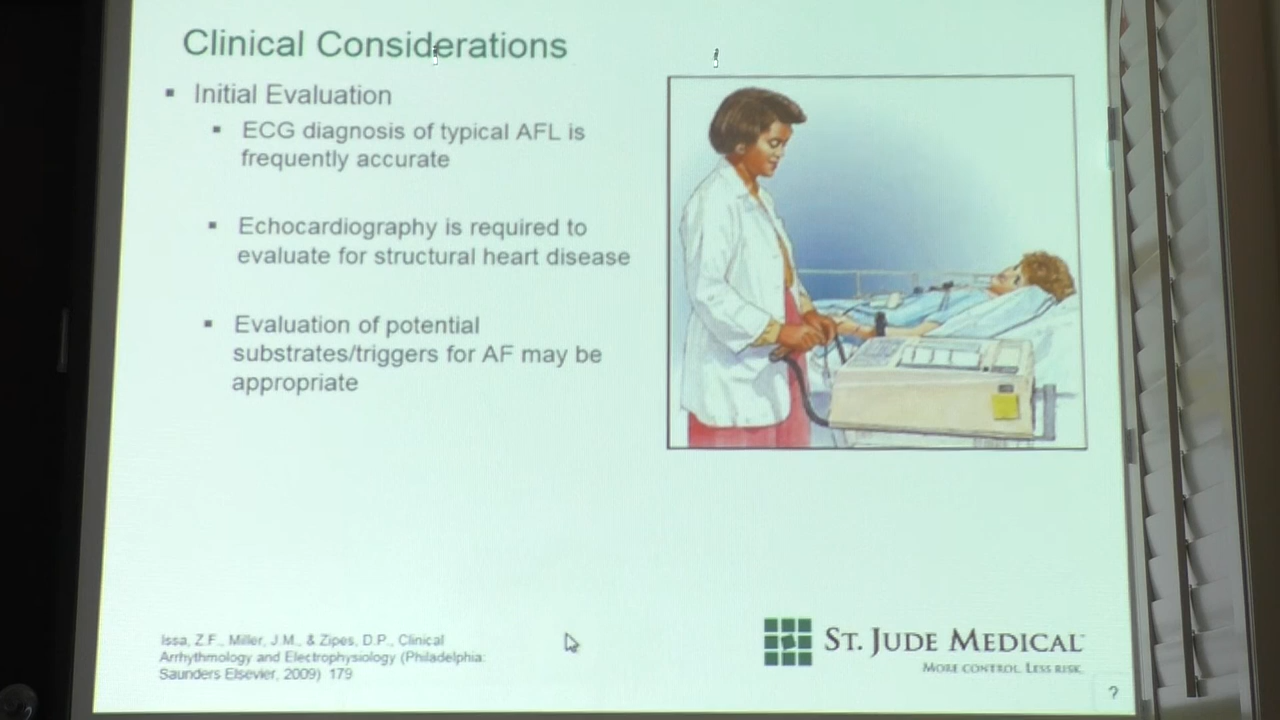 Clinical Considerations
▪ Initial Evaluation
▪ ECG diagnosis of typical AFL is
frequently accurate
▪ Echocardiography is required to
evaluate for structural heart disease
▪ Evaluation of potential
substrates/triggers for AF may be
appropriate
Issa, Z.F., Miller, J.M., & Zipes, D.P., Clinical
Arrhythmology and Electrophysiology (Philadelphia:
Saunders Elsevier, 2009) 179
ST. JUDE MEDICAL™
MORE CONTROL. LESS RISK.
?